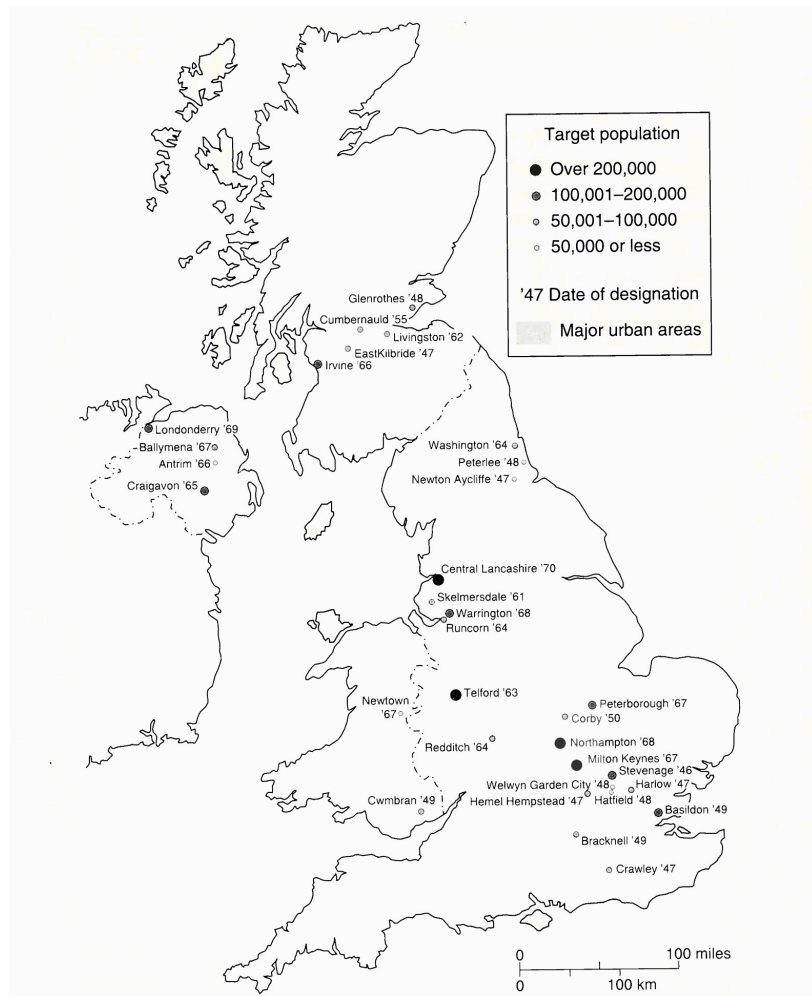 Target population
Over 200,000
100,001–200,000
50,001–100,000
50,000 or less
'47 Date of designation
Major urban areas
Glenrothes '48
Cumbernauld '55
Livingston '62
EastKilbride '47
Irvine '66
Londonderry '69
Ballymena '67
Antrim '66
Craigavon '65
Washington '64
Peterlee '48
Newton Aycliffe '47
Central Lancashire '70
Skelmersdale '61
Warrington '68
Runcorn '64
Telford '63
Newtown
'67
Peterborough '67
Corby '50
Redditch '64
Northampton '68
Milton Keynes '67
Stevenage '46
Welwyn Garden City '48
Harlow '47
Hemel Hempstead '47
Hatfield '48
Cwmbran '49
Basildon '49
Bracknell '49
Crawley '47
0
100 miles
0
100 km